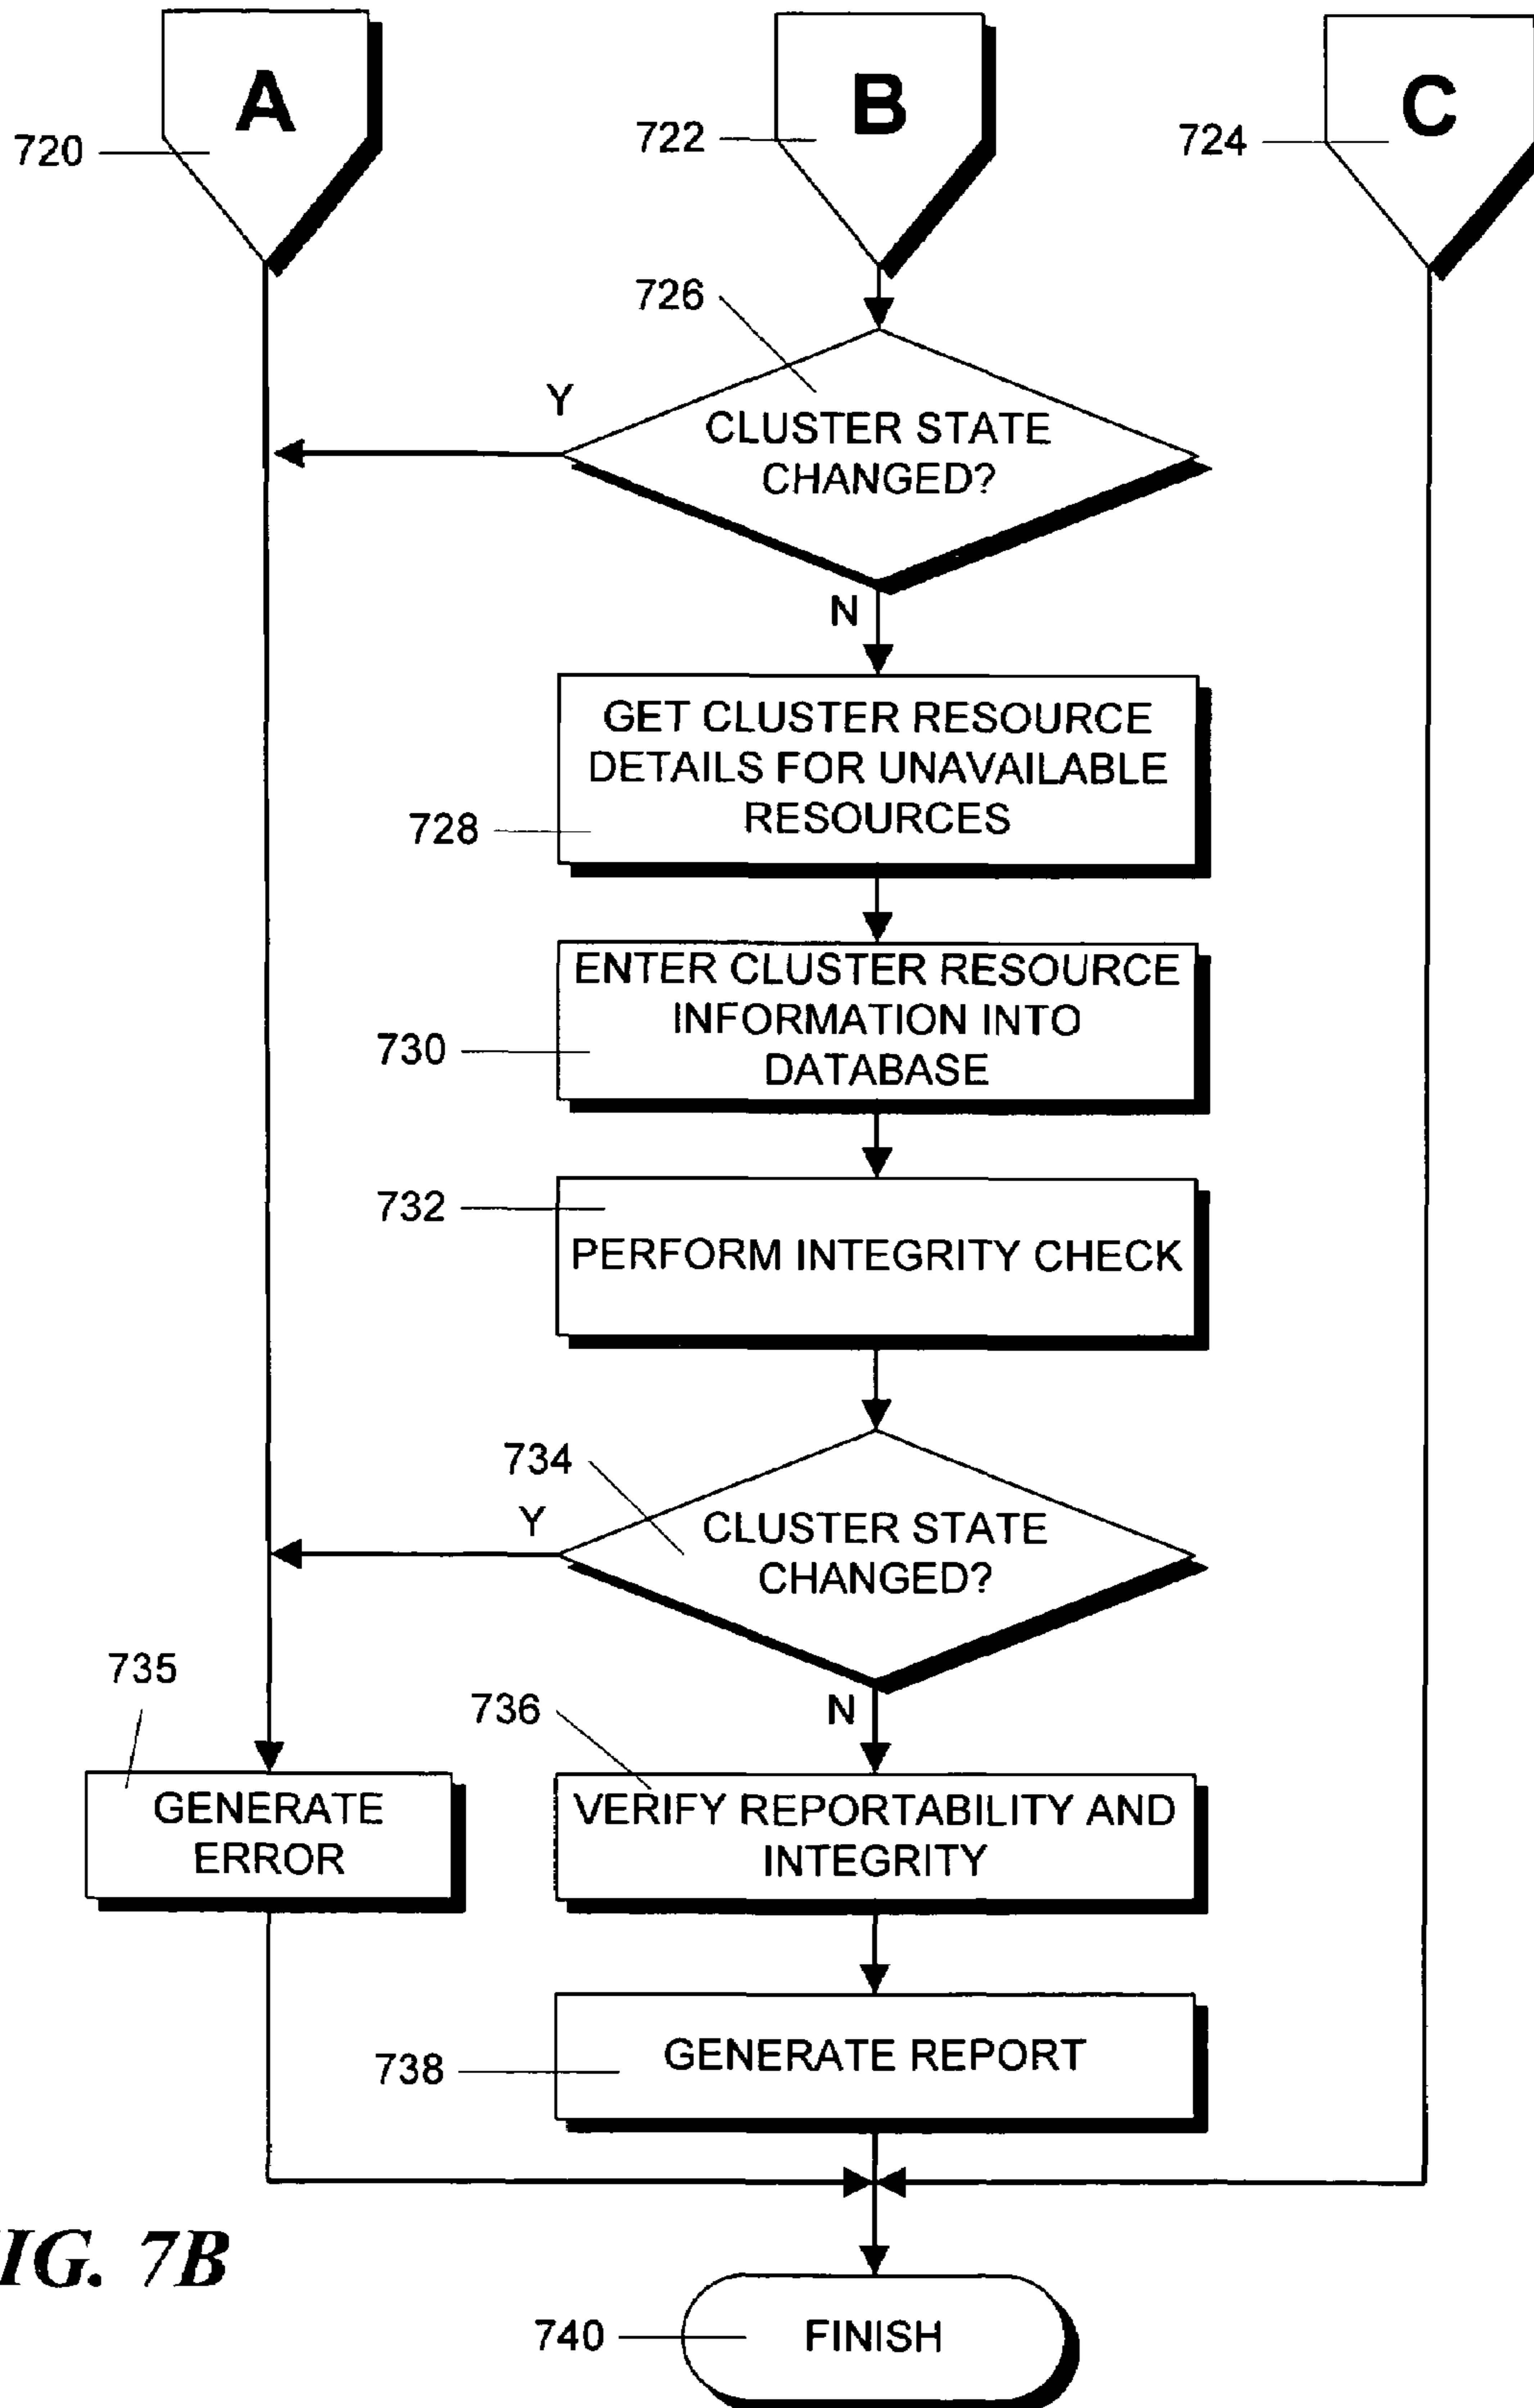 A
B
C
720
722
724
726
Y
CLUSTER STATE
CHANGED?
N
GET CLUSTER RESOURCE
DETAILS FOR UNAVAILABLE
RESOURCES
728
ENTER CLUSTER RESOURCE
INFORMATION INTO
DATABASE
730
732
PERFORM INTEGRITY CHECK
734
Y
CLUSTER STATE
CHANGED?
N
735
GENERATE
ERROR
736
VERIFY REPORTABILITY AND
INTEGRITY
738
GENERATE REPORT
IG. 7B
740
FINISH